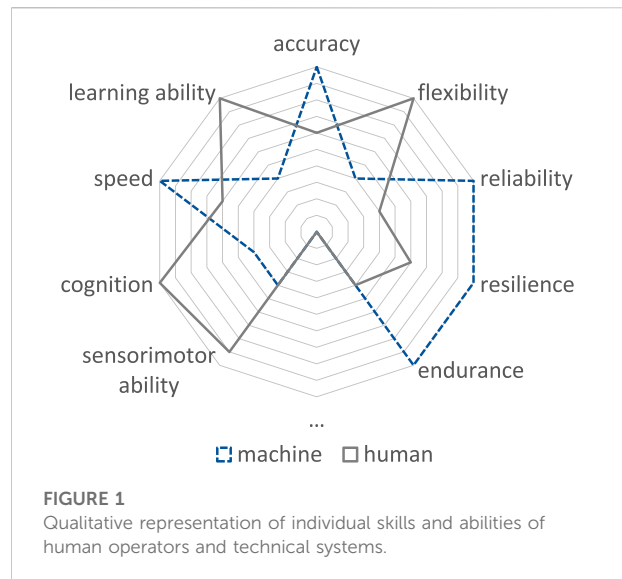 accuracy
learning ability
flexibility
speed
reliability
cognition
resilience
sensorimotor
ability
endurance
...
machine
human
FIGURE 1
Qualitative representation of individual skills and abilities of
human operators and technical systems.